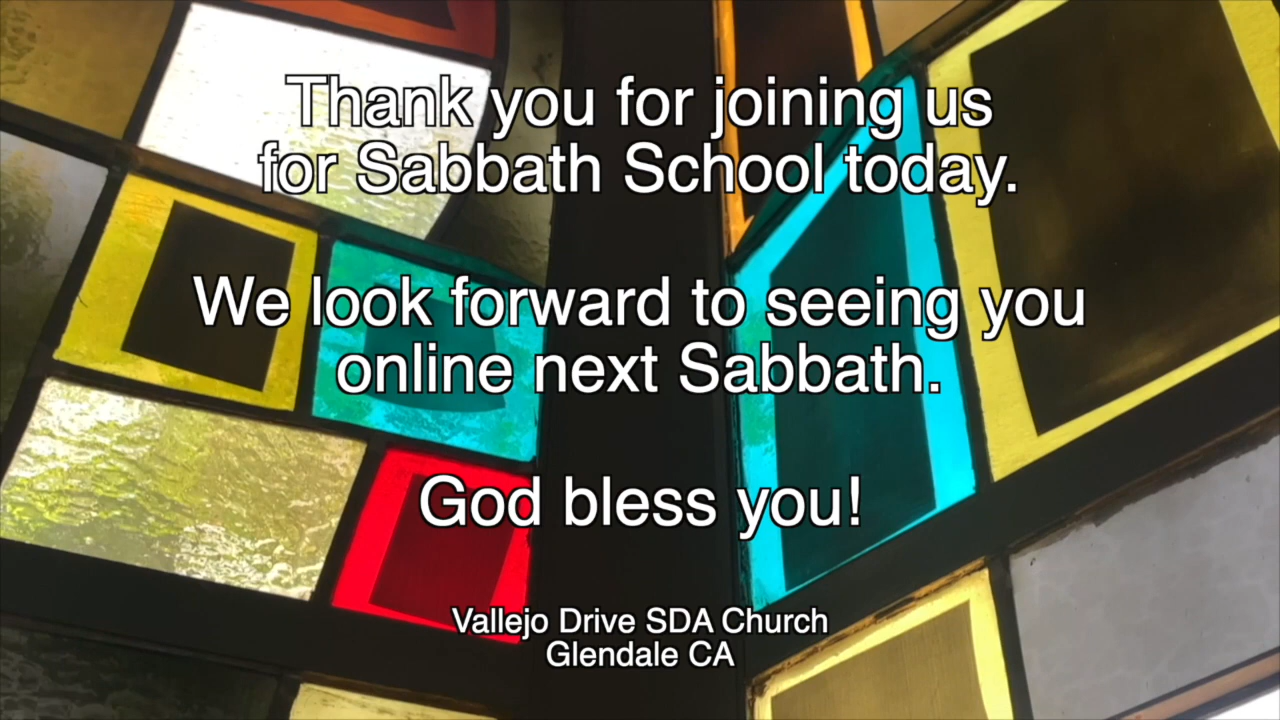 Thank you for joining us
for Sabbath School today.
We look forward to seeing you
online next Sabbath.
God bless you!
Vallejo Drive SDA Church
Glendale CA